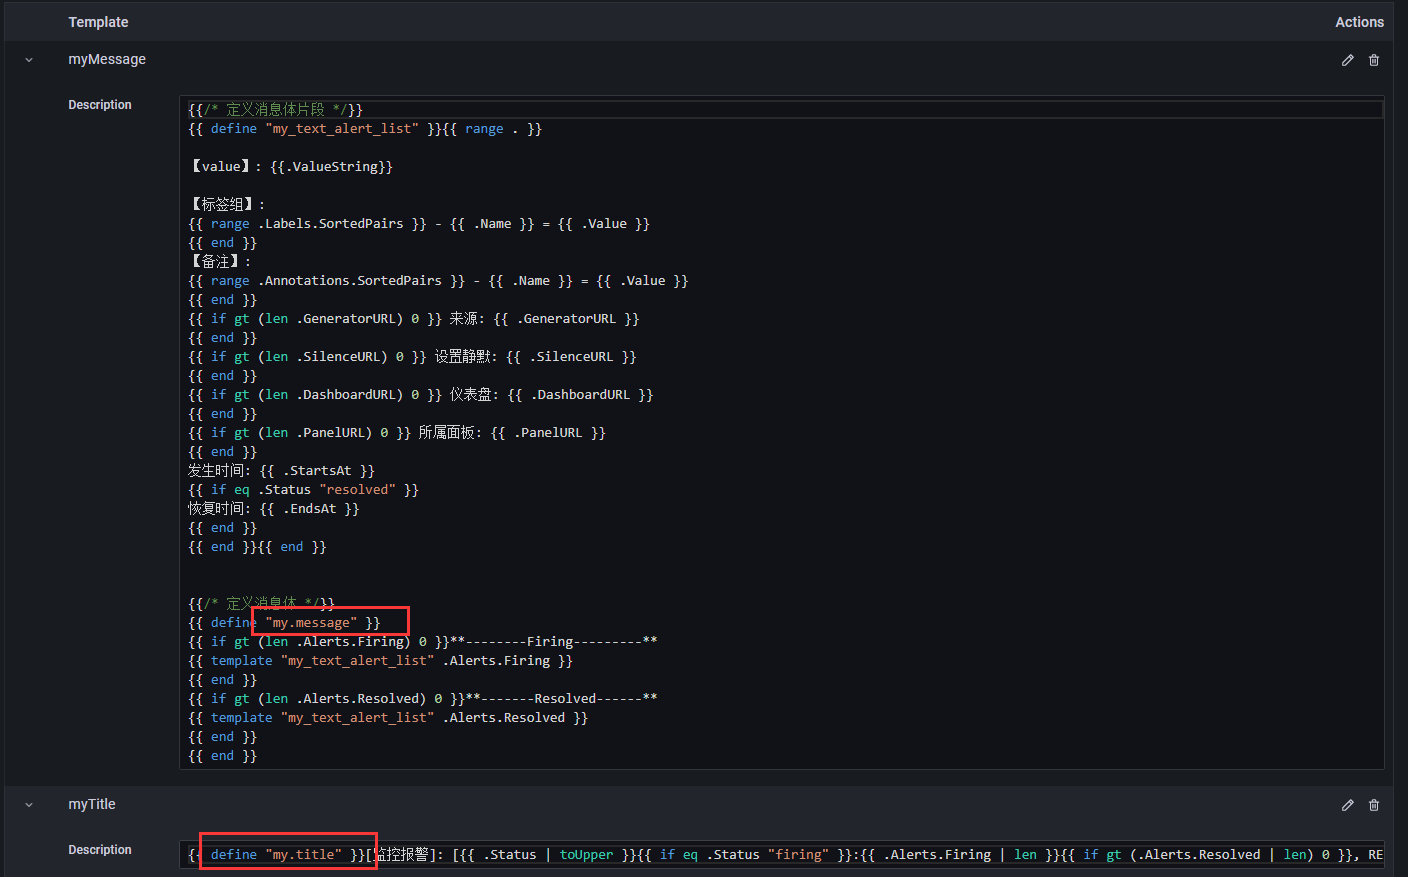 Template Actions
myMessage
Description
{{/* 定义消息体片段 */}}
{{ define "my_text_alert_list" }}{{ range . }}
【value】: {{.ValueString}}
【标签组】:
{{ range .Labels.SortedPairs }} - {{ .Name }} = {{ .Value }}
{{ end }}
【备注】:
{{ range .Annotations.SortedPairs }} - {{ .Name }} = {{ .Value }}
{{ end }}
{{ if gt (len .GeneratorURL) 0 }} 来源: {{ .GeneratorURL }}
{{ end }}
{{ if gt (len .SilenceURL) 0 }} 设置静默: {{ .SilenceURL }}
{{ end }}
{{ if gt (len .DashboardURL) 0 }} 仪表盘: {{ .DashboardURL }}
{{ end }}
{{ if gt (len .PanelURL) 0 }} 所属面板: {{ .PanelURL }}
{{ end }}
发生时间: {{ .StartsAt }}
{{ if eq .Status "resolved" }}
恢复时间: {{ .EndsAt }}
{{ end }}
{{ end }}{{ end }}
{{/* 定义消息体 */}}
{{ define "my.message" }}
{{ if gt (len .Alerts.Firing) 0 }}**--------Firing---------**
{{ template "my_text_alert_list" .Alerts.Firing }}
{{ end }}
{{ if gt (len .Alerts.Resolved) 0 }}**-------Resolved------**
{{ template "my_text_alert_list" .Alerts.Resolved }}
{{ end }}
{{ end }}
myTitle
Description
{{ define "my.title" }}[监控报警]: [{{ .Status | toUpper }}{{ if eq .Status "firing" }}:{{ .Alerts.Firing | len }}{{ if gt (.Alerts.Resolved | len) 0 }}, RE